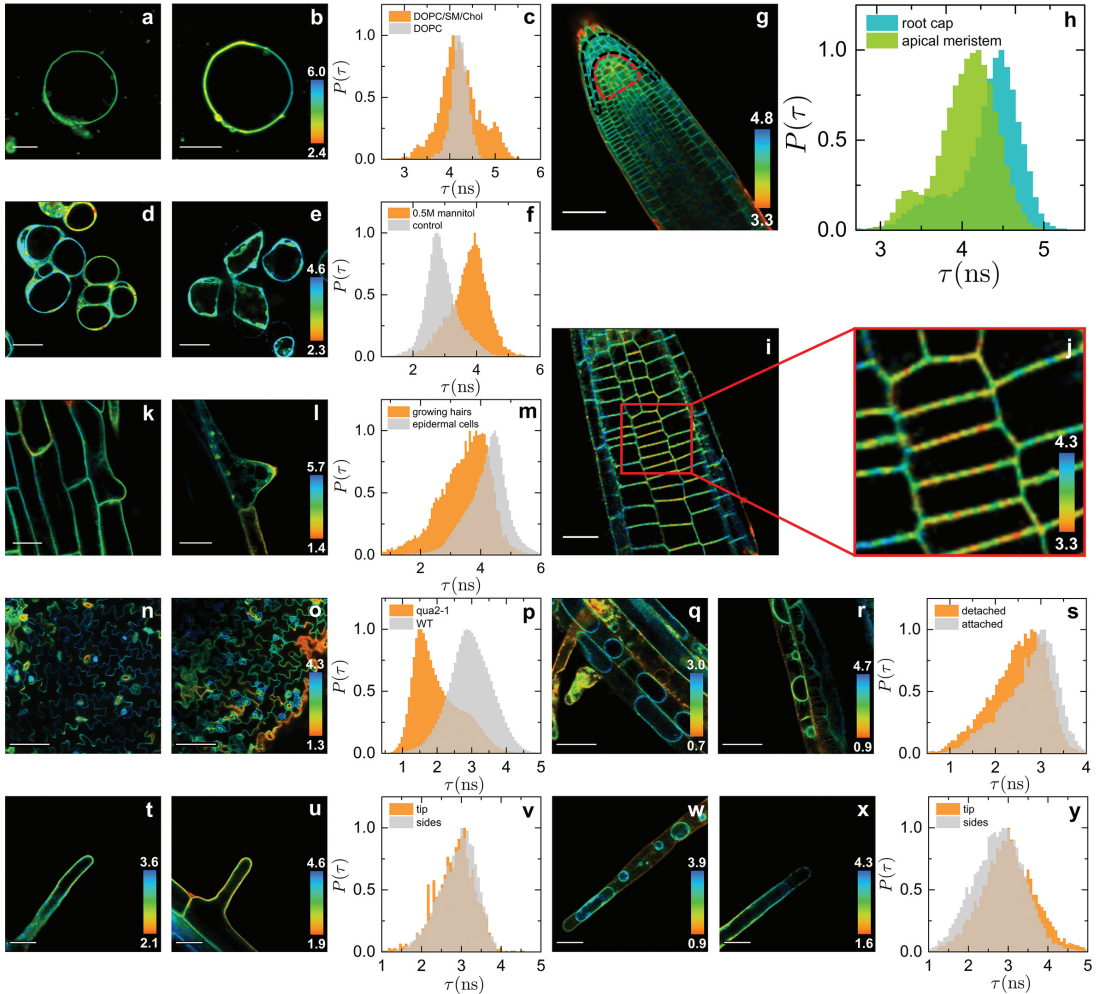 a
b
6.0
2.4
c
DOPC/SM/Chol
DOPC
P(τ)
1.0
0.5
0.0
3 4 5 6
τ(ns)
g
4.8
3.3
h
root cap
apical meristem
P(τ)
1.0
0.5
0.0
3 4 5
τ(ns)
d
e
4.6
2.3
f
0.5M mannitol
control
P(τ)
1.0
0.5
0.0
2 4 6
τ(ns)
i
j
4.3
3.3
k
l
5.7
1.4
m
growing hairs
epidermal cells
P(τ)
1.0
0.5
0.0
1 2 3 4 5 6
τ(ns)
n
o
4.3
1.3
p
qua2-1
WT
P(τ)
1.0
0.5
0.0
1 2 3 4 5
τ(ns)
q
3.0
0.7
r
4.7
0.9
s
detached
attached
P(τ)
1.0
0.5
0.0
1 2 3 4
τ(ns)
t
3.6
2.1
u
4.6
1.9
v
tip
sides
P(τ)
1.0
0.5
0.0
1 2 3 4 5
τ(ns)
w
3.9
0.9
x
4.3
1.6
y
tip
sides
P(τ)
1.0
0.5
0.0
1 2 3 4 5
τ(ns)